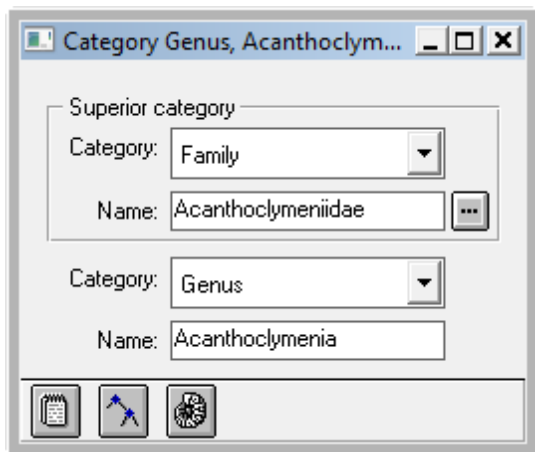 Category Genus, Acanthoclym...
Superior category
Category: Family
Name: Acanthoclymeniidae ...
Category: Genus
Name: Acanthoclymenia